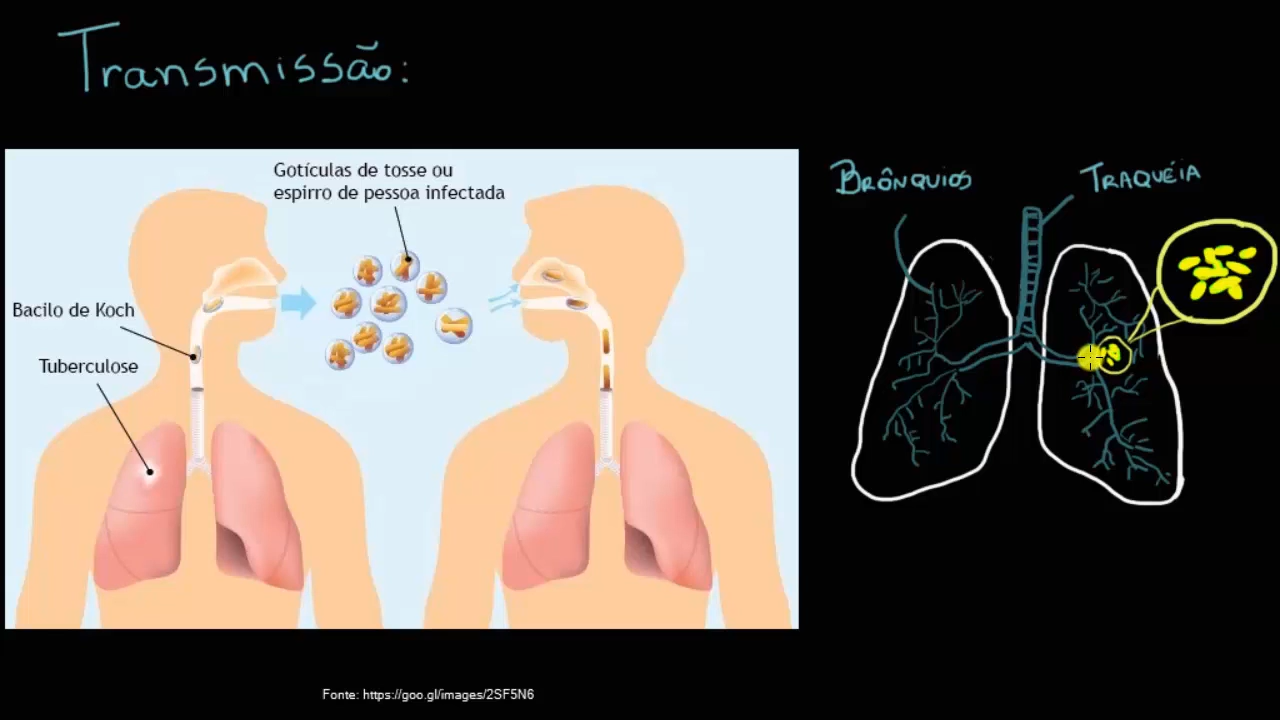 Transmissão:
Gotículas de tosse ou
espirro de pessoa infectada
Bacilo de Koch
Tuberculose
BRÔNQUIOS
TRAQUÉIA
Fonte: https://goo.gl/images/2SF5N6